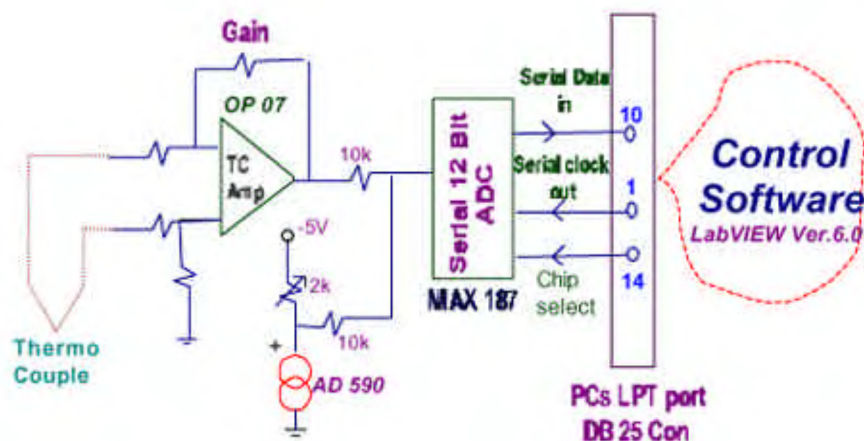 Gain
OP 07
TC
Amp
10k
-5V
2k
10k
+
AD 590
Thermo
Couple
Serial 12 Bit
ADC
MAX 187
Serial Data
in
Serial clock
out
Chip
select
10
1
14
PCs LPT port
DB 25 Con
Control
Software
LabVIEW Ver.6.0